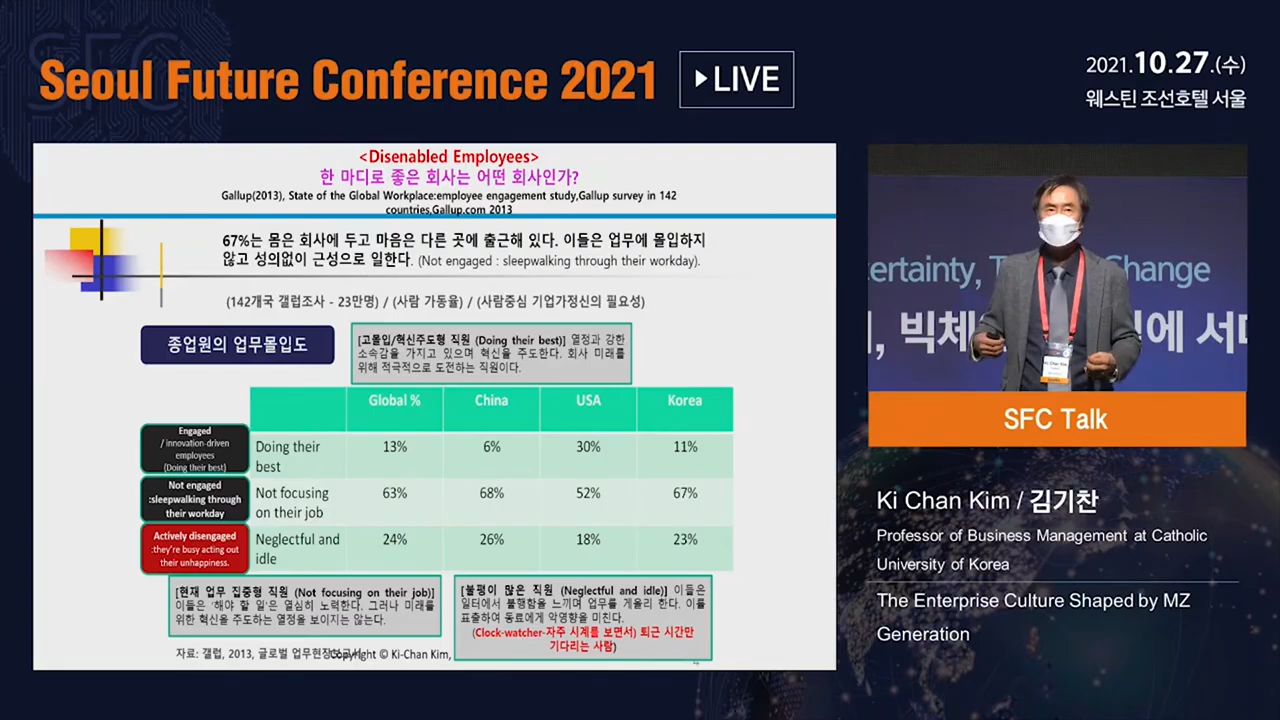 Seoul Future Conference 2021
LIVE
2021.10.27.(수)
웨스틴 조선호텔 서울
<Disenabled Employees>
한 마디로 좋은 회사는 어떤 회사인가?
Gallup(2013), State of the Global Workplace:employee engagement study,Gallup survey in 142
countries,Gallup.com 2013
67%는 몸은 회사에 두고 마음은 다른 곳에 출근해 있다. 이들은 업무에 몰입하지
않고 성의없이 근성으로 일한다. (Not engaged : sleepwalking through their workday).
(142개국 갤럽조사 - 23만명) / (사람 가동율) / (사람중심 기업가정신의 필요성)
종업원의 업무몰입도
[고몰입/혁신주도형 직원 (Doing their best)] 열정과 강한
소속감을 가지고 있으며 혁신을 주도한다. 회사 미래를
위해 적극적으로 도전하는 직원이다.
Global % China USA Korea
Engaged
/ innovation-driven
employees
(Doing their best)
Doing their
best
13% 6% 30% 11%
Not engaged
:sleepwalking through
their workday
Not focusing
on their job
63% 68% 52% 67%
Actively disengaged
:they're busy acting out
their unhappiness.
Neglectful and
idle
24% 26% 18% 23%
[현재 업무 집중형 직원 (Not focusing on their job)]
이들은 '해야 할 일'은 열심히 노력한다. 그러나 미래를
위한 혁신을 주도하는 열정을 보이지는 않는다.
[불평이 많은 직원 (Neglectful and idle)] 이들은
일터에서 불행함을 느끼며 업무를 게을리 한다. 이를
표출하여 동료에게 악영향을 미친다.
(Clock-watcher-자주 시계를 보면서) 퇴근 시간만
기다리는 사람)
자료: 갤럽, 2013, 글로벌 업무현장
Copyright © Ki-Chan Kim,
4
ertainty, T Change
, 빅체 에 서
Ki Chan Kim
SFC Talk
Ki Chan Kim / 김기찬
Professor of Business Management at Catholic
University of Korea
The Enterprise Culture Shaped by MZ
Generation